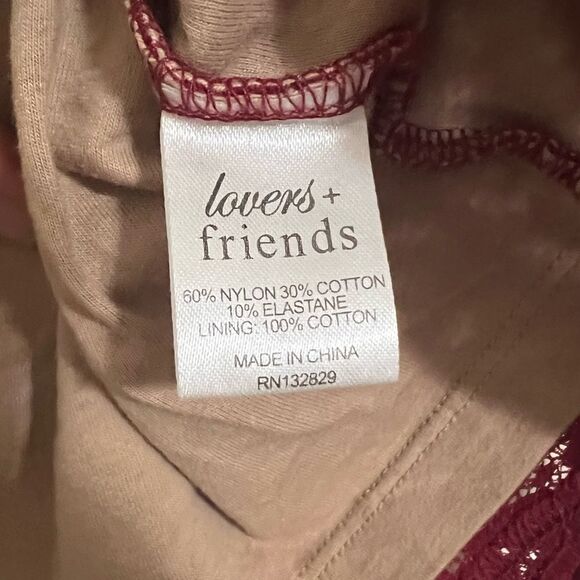 lovers +
friends
60% NYLON 30% COTTON
10% ELASTANE
LINING: 100% COTTON
MADE IN CHINA
RN132829